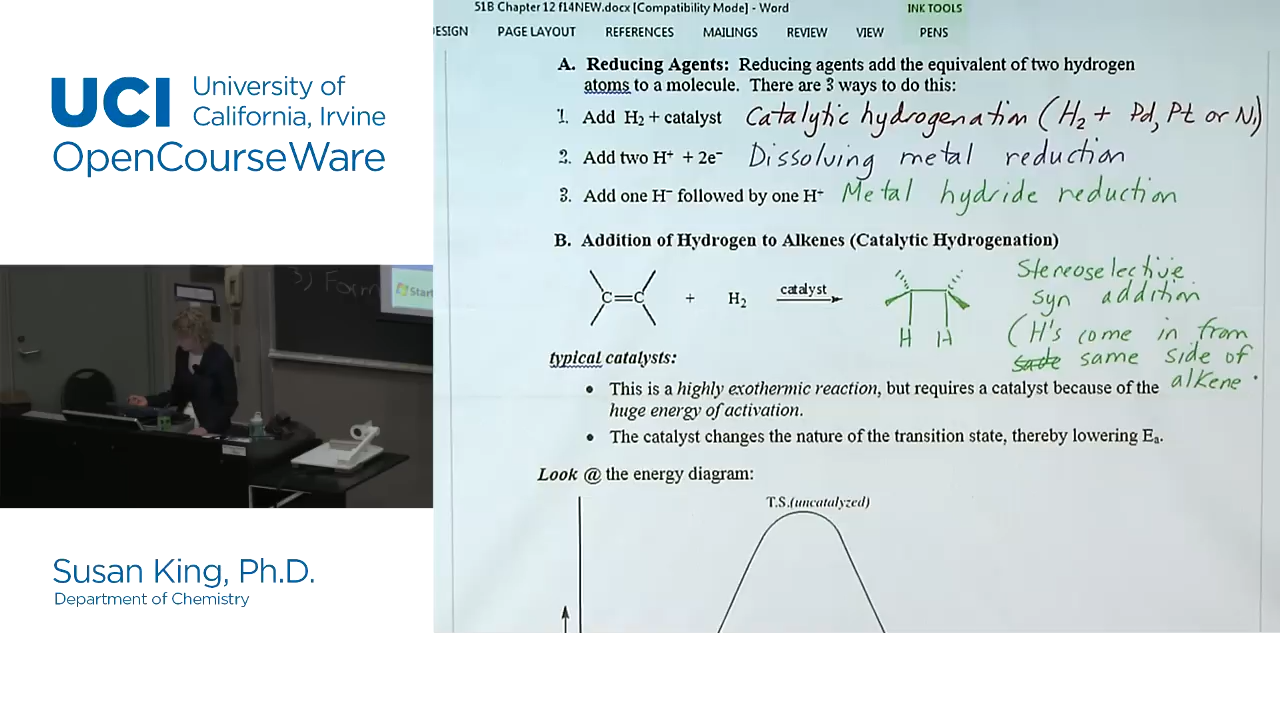 51B Chapter 12 f14NEW.docx [Compatibility Mode] - Word
INK TOOLS
ESIGN PAGE LAYOUT REFERENCES MAILINGS REVIEW VIEW PENS
UCI University of California, Irvine
OpenCourseWare
A. Reducing Agents: Reducing agents add the equivalent of two hydrogen
atoms to a molecule. There are 3 ways to do this:
1. Add H₂ + catalyst Catalytic hydrogenation (H₂ + Pd, Pt or Ni)
2. Add two H⁺ + 2e⁻ Dissolving metal reduction
3. Add one H⁻ followed by one H⁺ Metal hydride reduction
B. Addition of Hydrogen to Alkenes (Catalytic Hydrogenation)
C=C + H₂ catalyst H H
Stereoselective
syn addition
(H's come in from
same side of
alkene
typical catalysts:
• This is a highly exothermic reaction, but requires a catalyst because of the
huge energy of activation.
• The catalyst changes the nature of the transition state, thereby lowering Eₐ.
Look @ the energy diagram:
T.S.(uncatalyzed)
3) Form
Start
Susan King, Ph.D.
Department of Chemistry